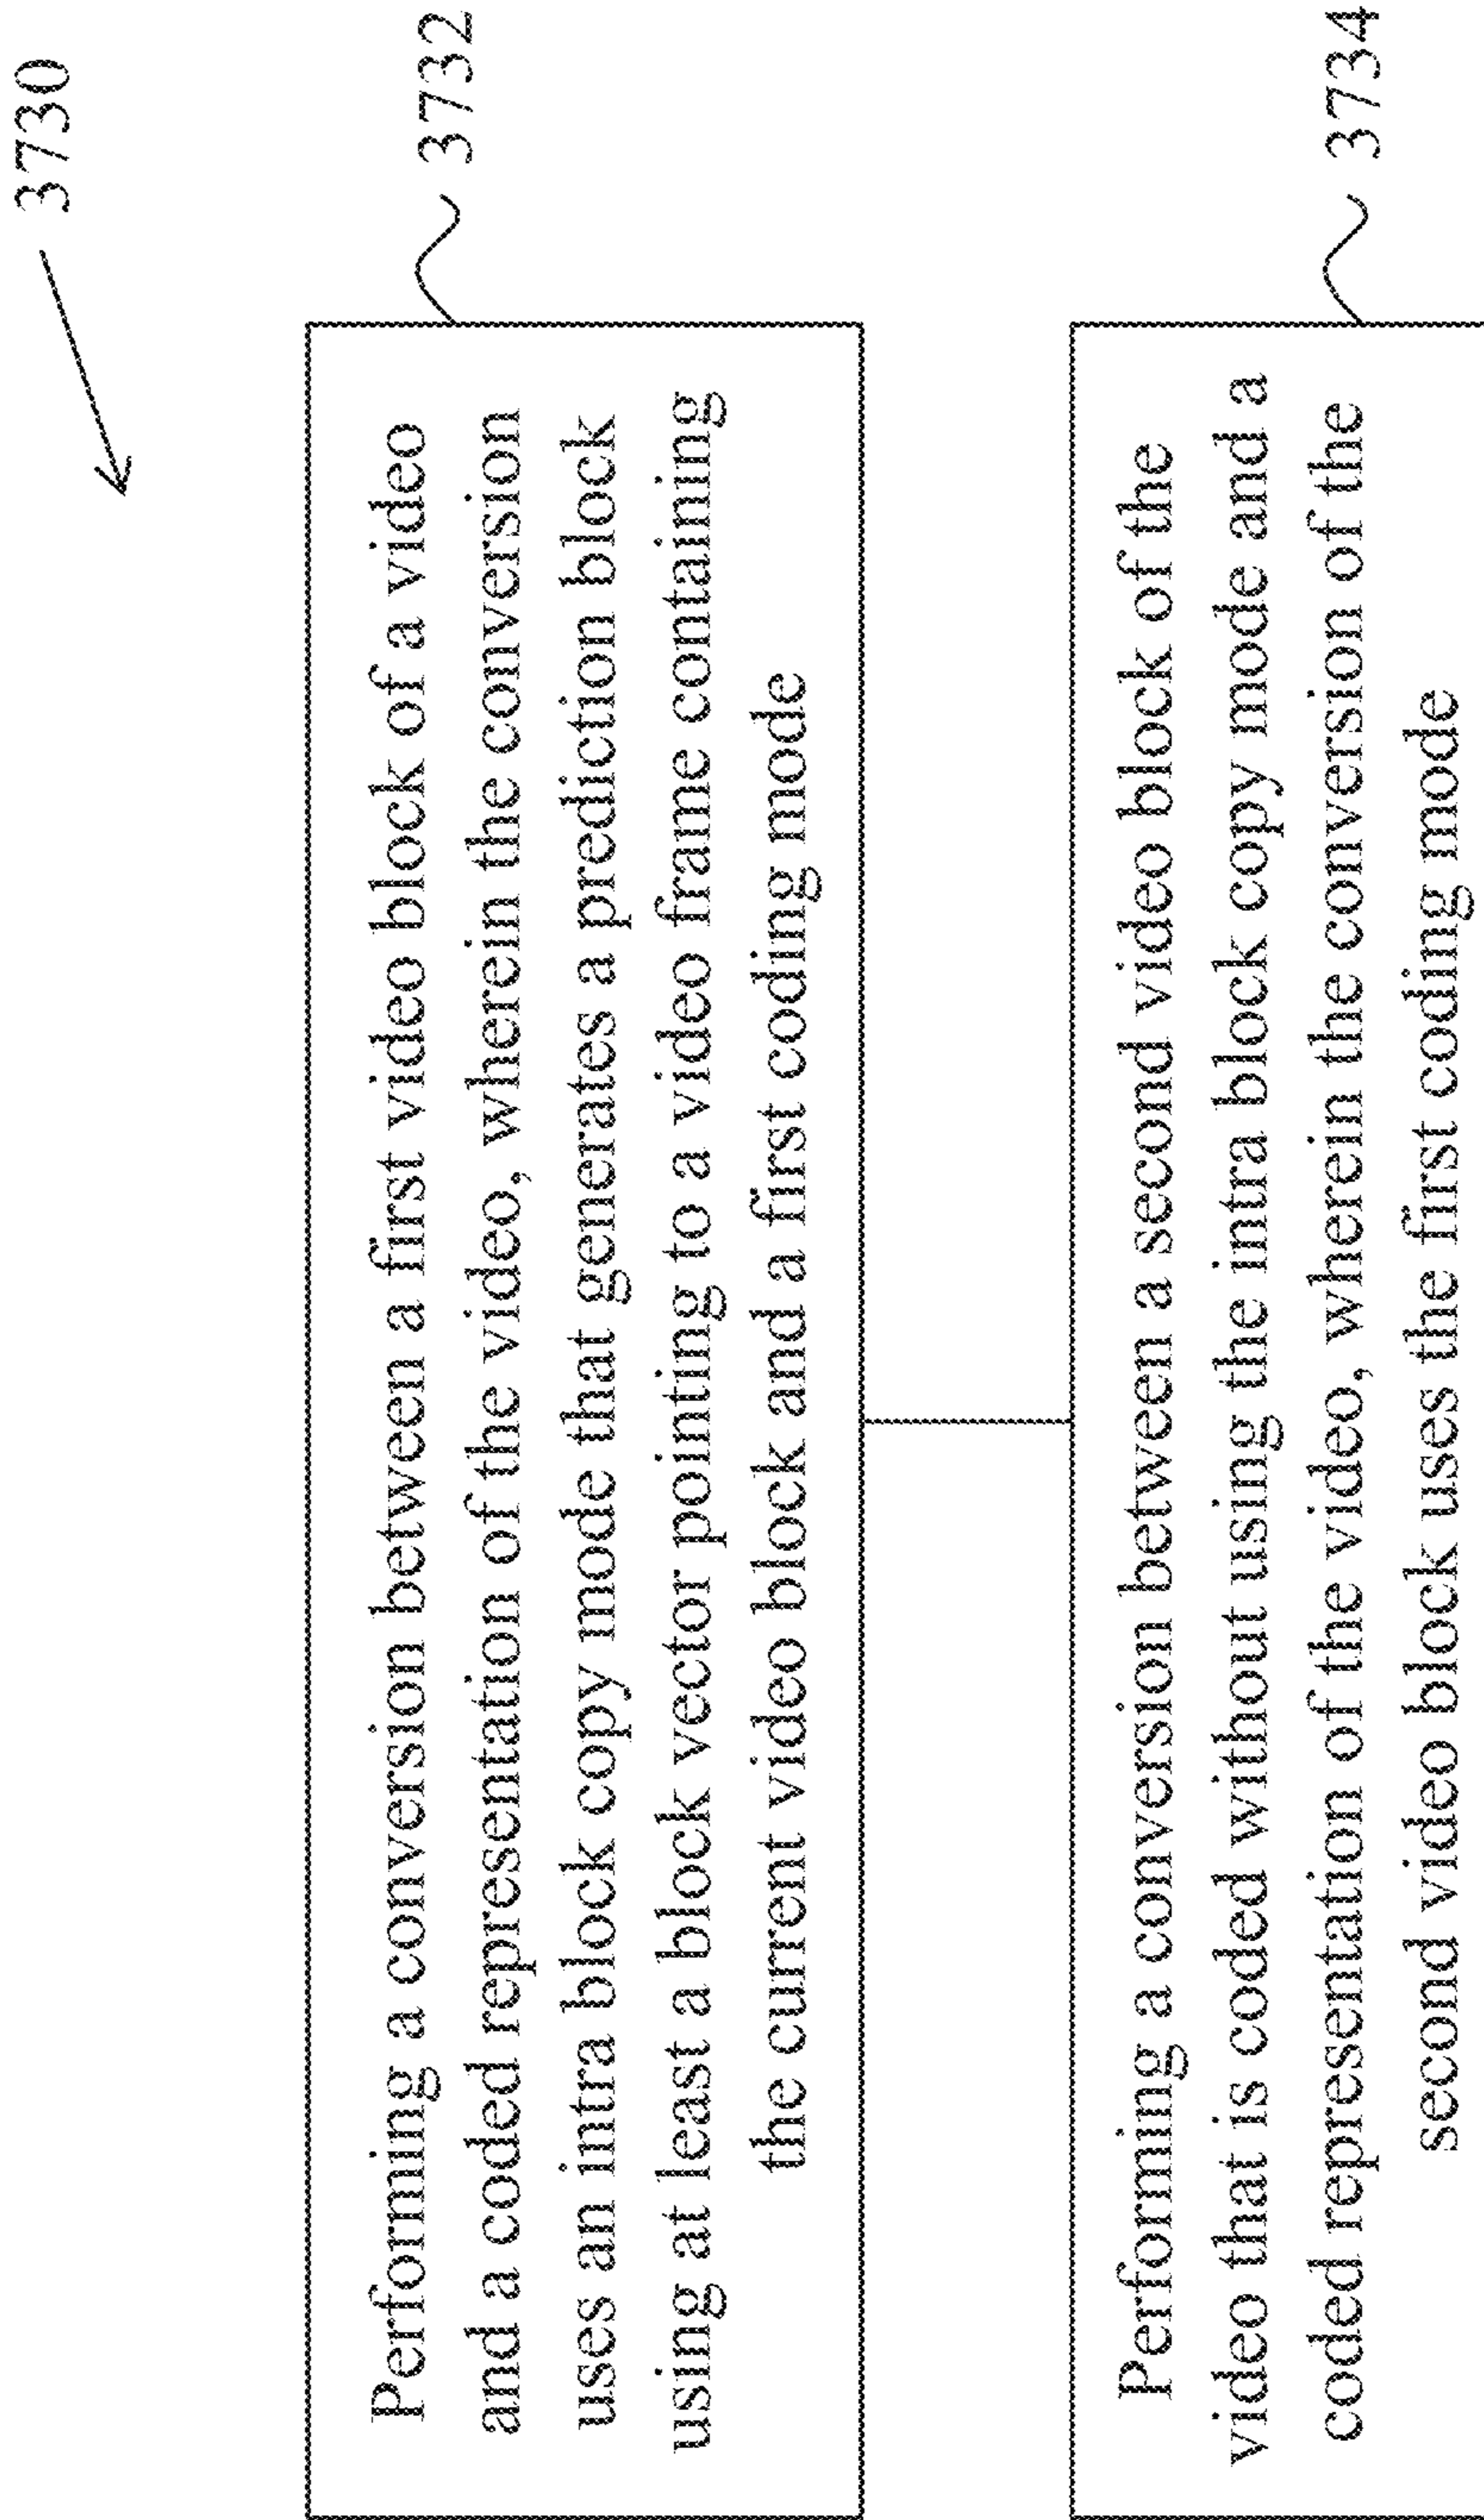 3730
Performing a conversion between a first video block of a video
and a coded representation of the video, wherein the conversion
uses an intra block copy mode that generates a prediction block
using at least a block vector pointing to a video frame containing
the current video block and a first coding mode
3732
Performing a conversion between a second video block of the
video that is coded without using the intra block copy mode and a
coded representation of the video, wherein the conversion of the
second video block uses the first coding mode
3734